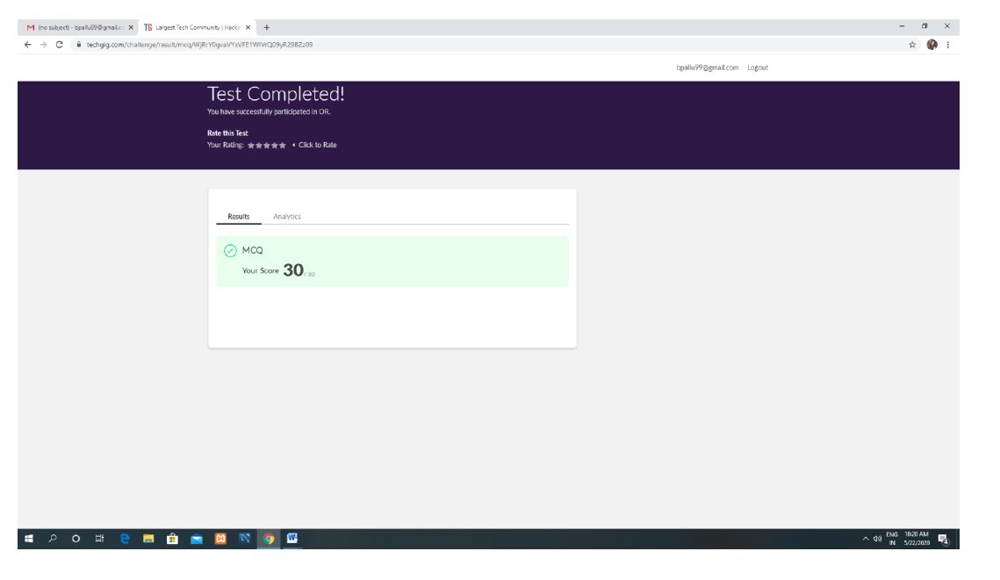 (no subject) - bpallu99@gmail.c
Largest Tech Community | Hacka
techgig.com/challenge/result/mcq/
bpallu99@gmail.com Logout
Test Completed!
You have successfully participated in OR.
Rate this Test
Your Rating: ★★★★★ Click to Rate
Results Analytics
MCQ
Your Score 30 / 30
ENG 10:20 AM
IN 5/22/2020